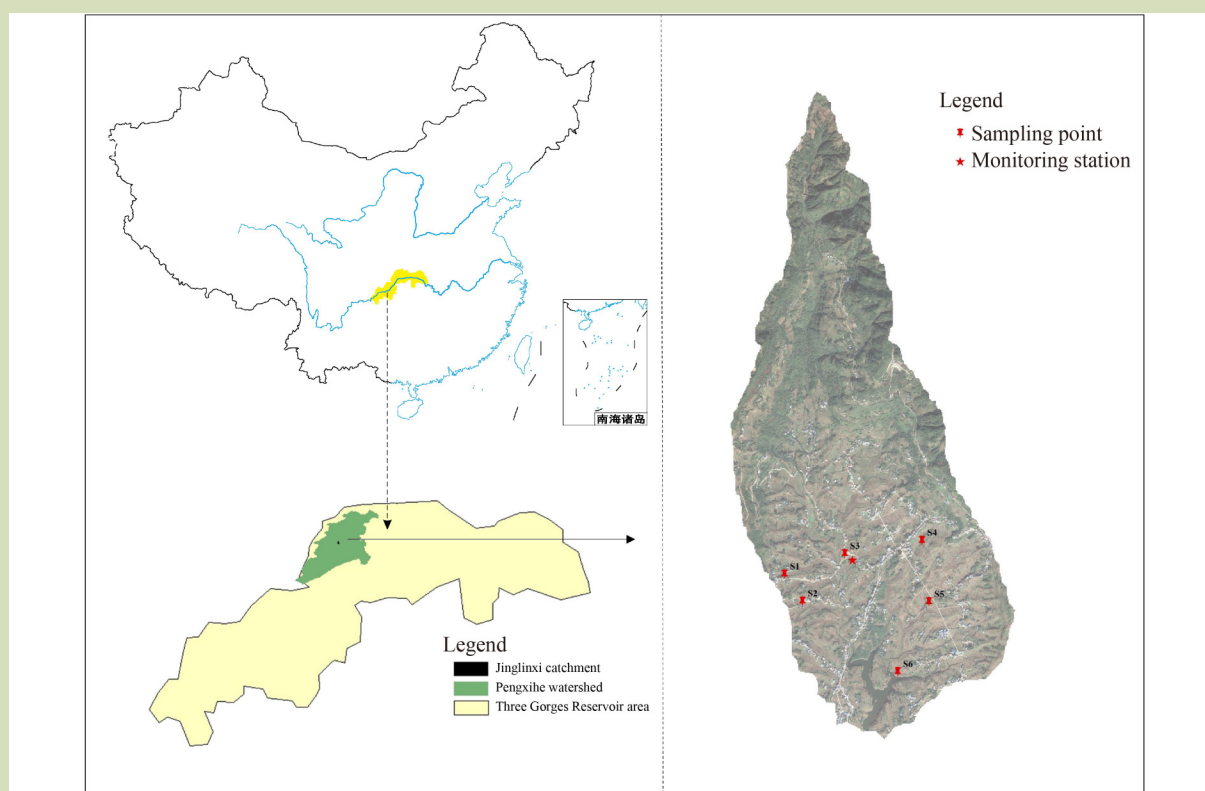 南海诸岛
Legend
Jinglinxi catchment
Pengxihe watershed
Three Gorges Reservoir area
Legend
Sampling point
Monitoring station
S3
S4
S1
S2
S5
S6